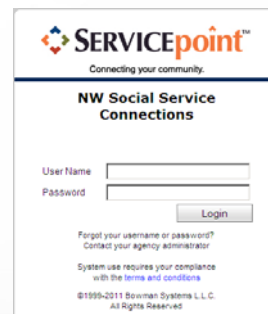 SERVICEpoint™
Connecting your community.
NW Social Service
Connections
User Name
Password
Login
Forgot your username or password?
Contact your agency administrator
System use requires your compliance
with the terms and conditions
©1999-2011 Bowman Systems L.L.C.
All Rights Reserved